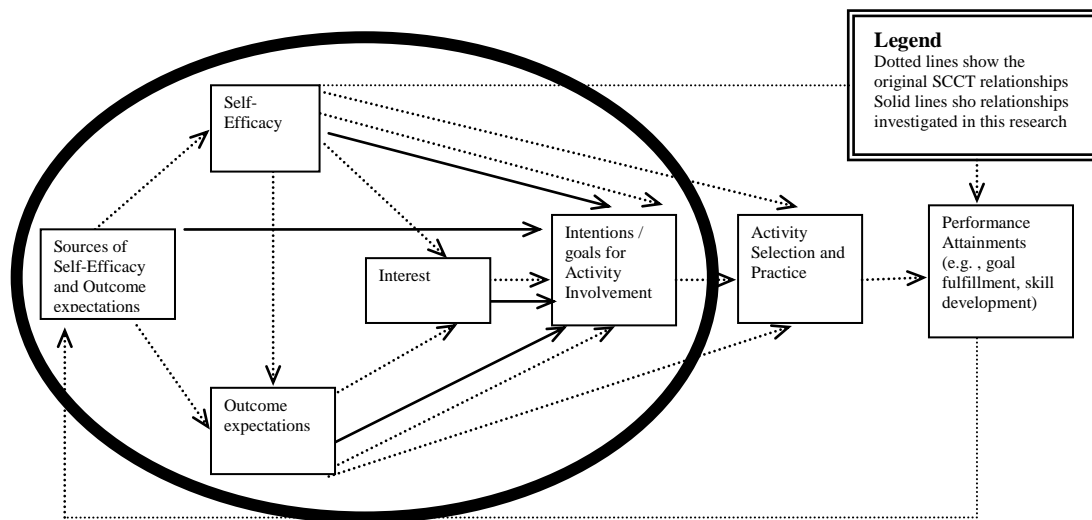 Legend
Dotted lines show the
original SCCT relationships
Solid lines sho relationships
investigated in this research
Self-
Efficacy
Sources of
Self-Efficacy
and Outcome
expectations
Interest
Intentions /
goals for
Activity
Involvement
Activity
Selection and
Practice
Performance
Attainments
(e.g. , goal
fulfillment, skill
development)
Outcome
expectations